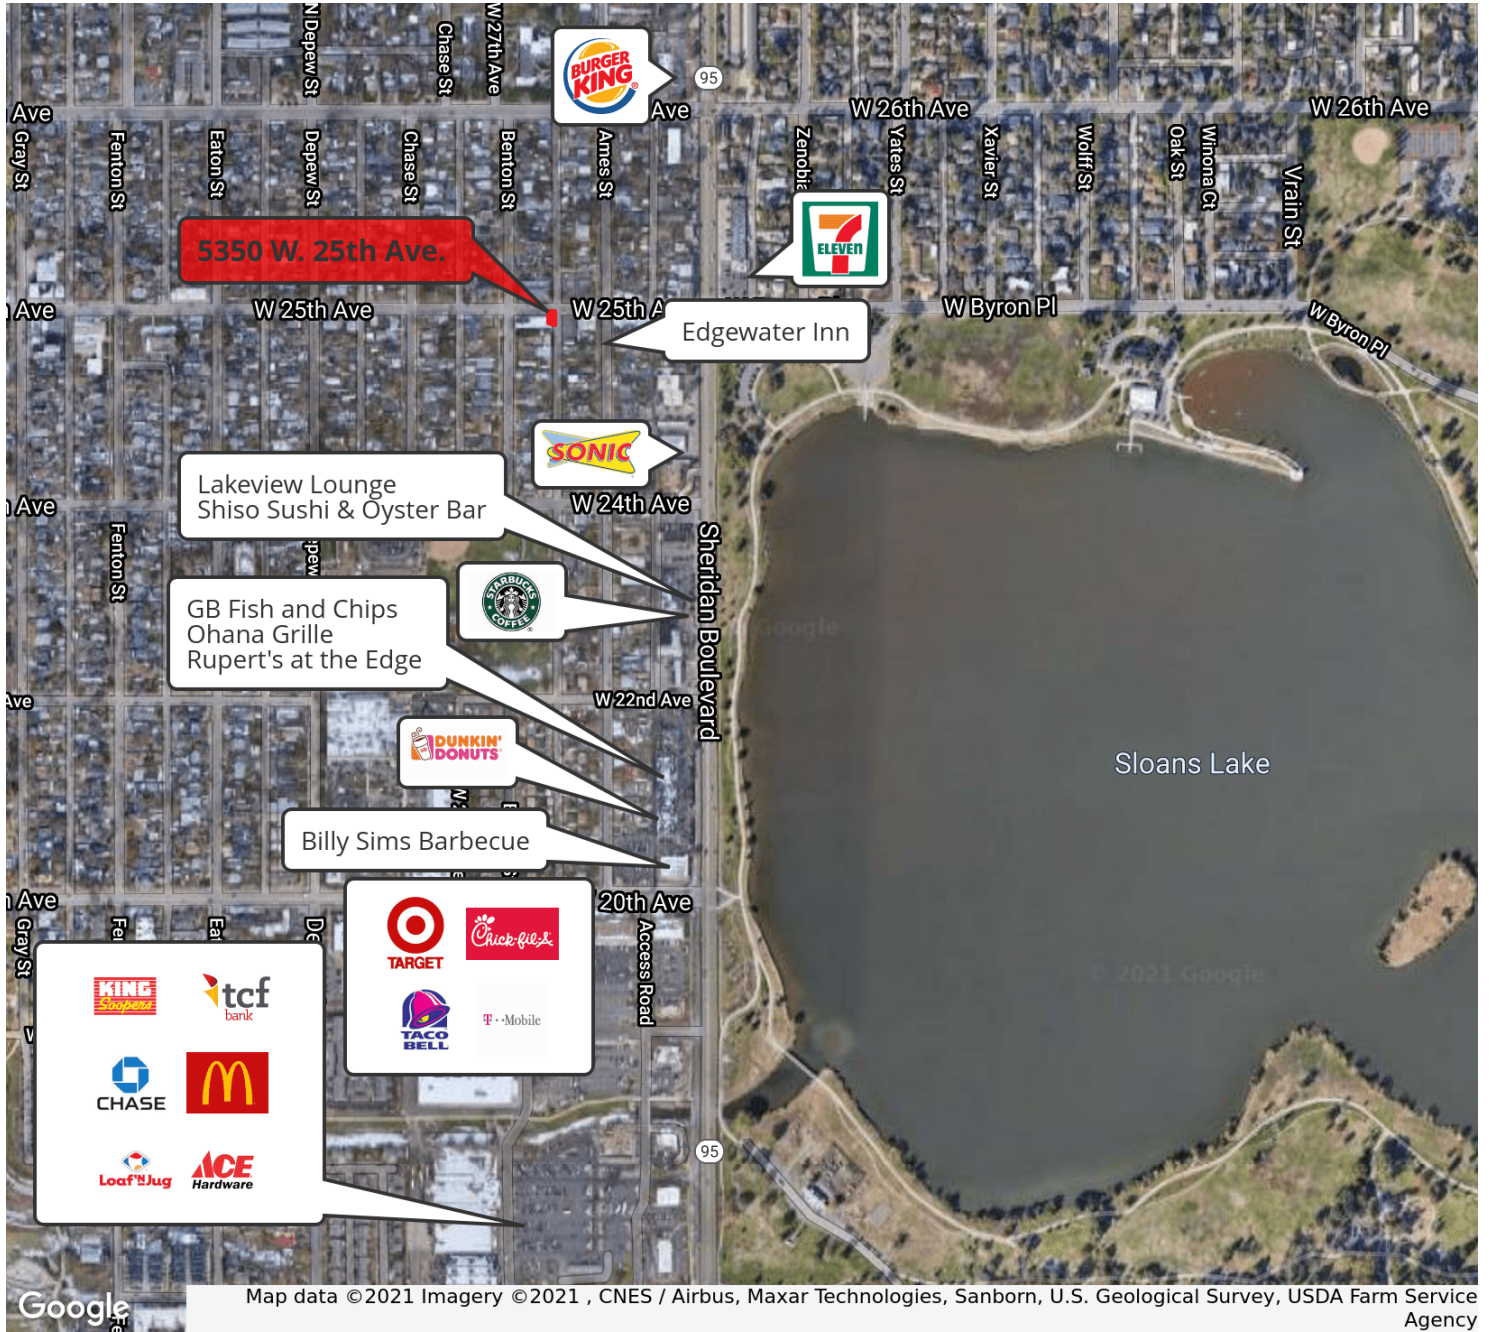 N Depew St
Chase St
W 27th Ave
BURGER
KING
95
Ave
Ave
W 26th Ave
W 26th Ave
Gray St
Fenton St
Eaton St
Depew St
Chase St
Benton St
Ames St
Zenobia
Yates St
Xavier St
Wolff St
Oak St
Winona Ct
Vrain St
5350 W. 25th Ave.
7
ELEVEN
Ave
W 25th Ave
W 25th A
W Byron Pl
W Byron Pl
Edgewater Inn
SONIC
Lakeview Lounge
Shiso Sushi & Oyster Bar
Ave
W 24th Ave
Fenton St
pew
Sheridan Boulevard
STARBUCKS
COFFEE
GB Fish and Chips
Ohana Grille
Rupert's at the Edge
Google
Ave
W 22nd Ave
DUNKIN'
DONUTS
Sloans Lake
Billy Sims Barbecue
Ave
20th Ave
Gray St
Fe
Eat
De
Access Road
TARGET
Chick-fil-A
TACO
BELL
T-Mobile
© 2021 Google
KING
Soopers
tcf
bank
CHASE
Loaf'N Jug
ACE
Hardware
95
Google
Map data ©2021 Imagery ©2021 , CNES / Airbus, Maxar Technologies, Sanborn, U.S. Geological Survey, USDA Farm Service
Agency